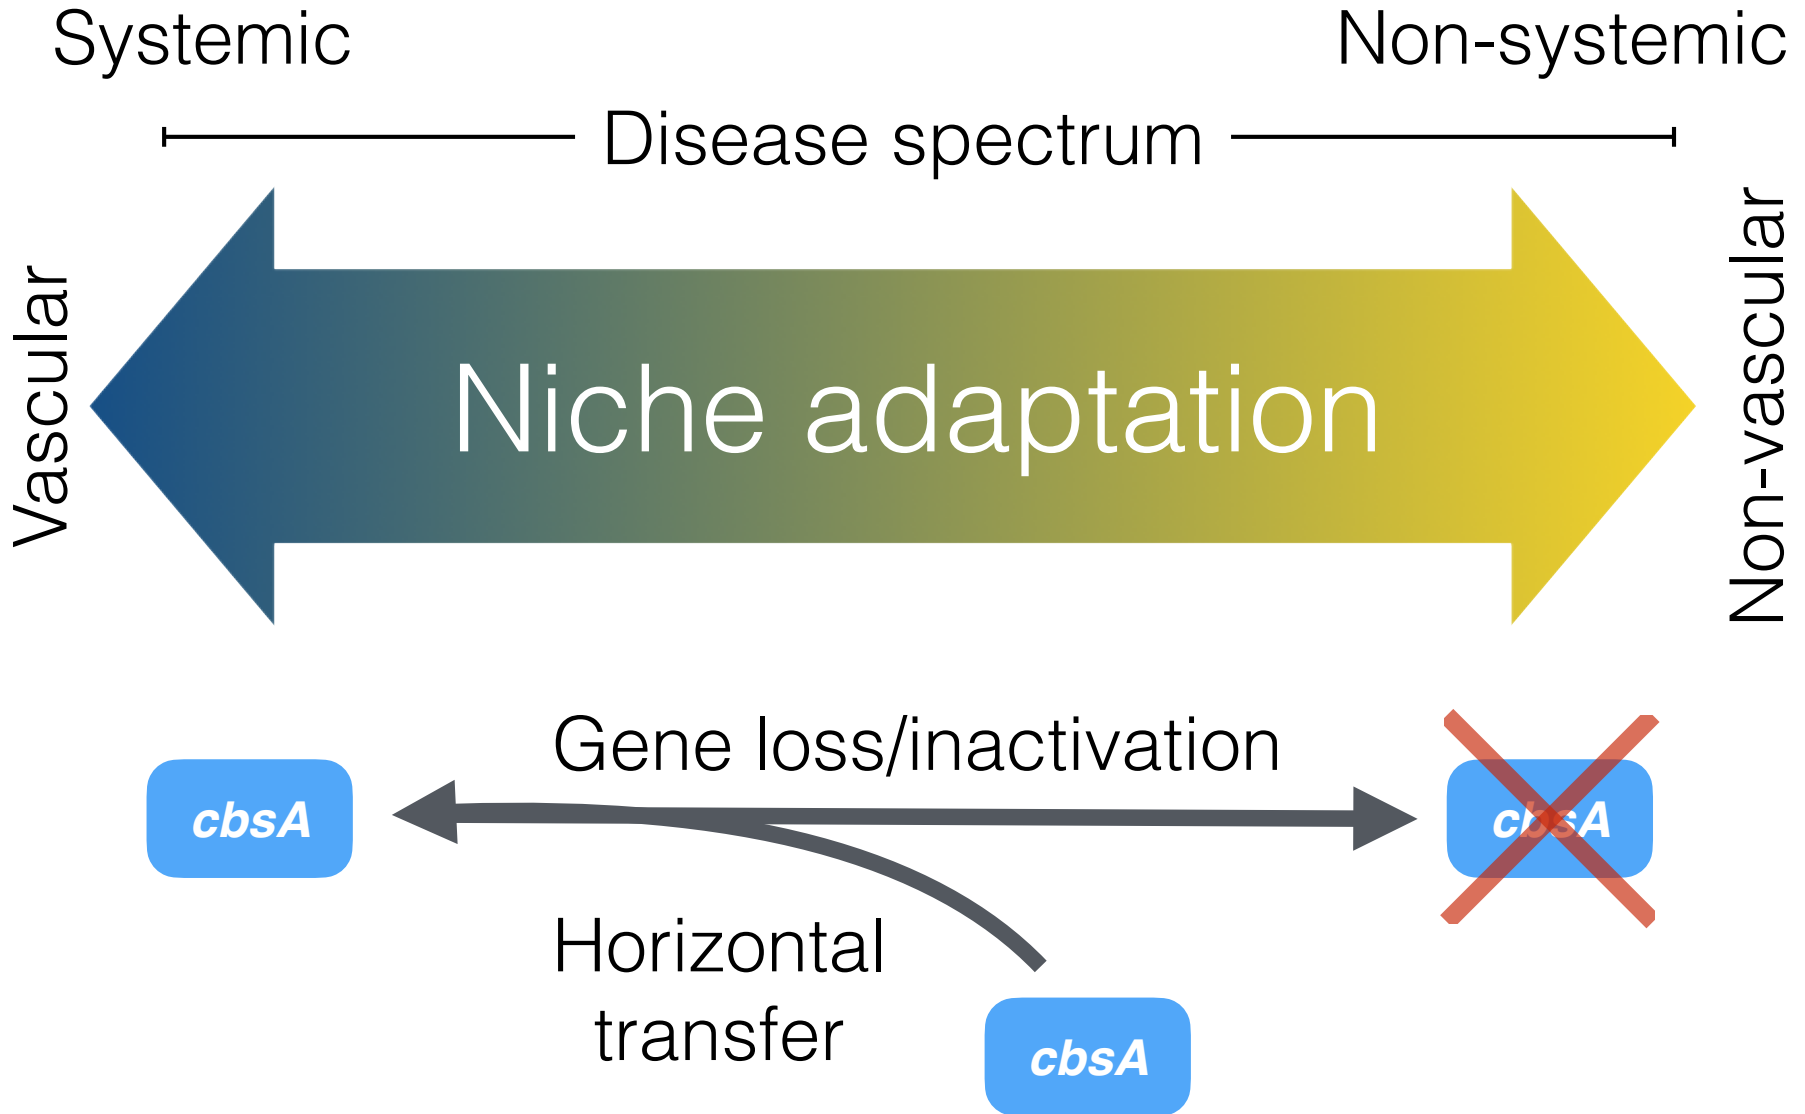 Systemic
Non-systemic
Disease spectrum
Vascular
Niche adaptation
Non-vascular
Gene loss/inactivation
cbsA
cbsA
Horizontal
transfer
cbsA